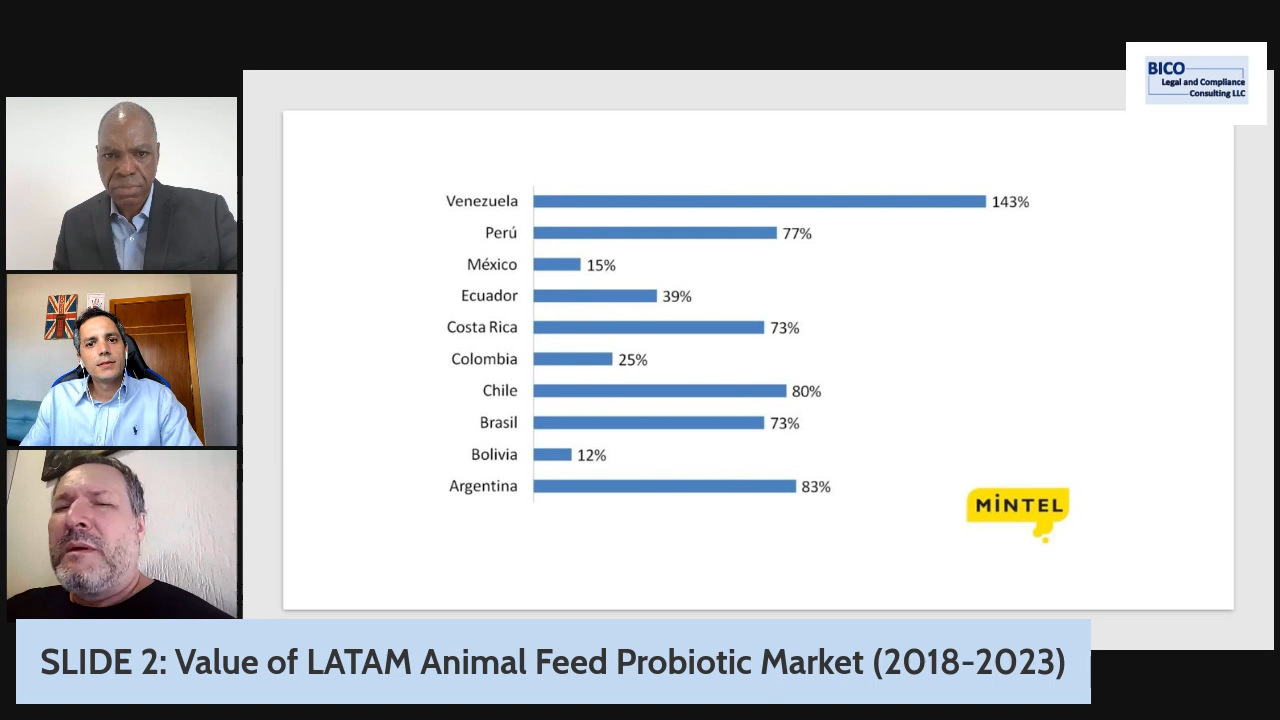 BICO
Legal and Compliance
Consulting LLC
Venezuela 143%
Perú 77%
México 15%
Ecuador 39%
Costa Rica 73%
Colombia 25%
Chile 80%
Brasil 73%
Bolivia 12%
Argentina 83%
MiNTEL
SLIDE 2: Value of LATAM Animal Feed Probiotic Market (2018-2023)